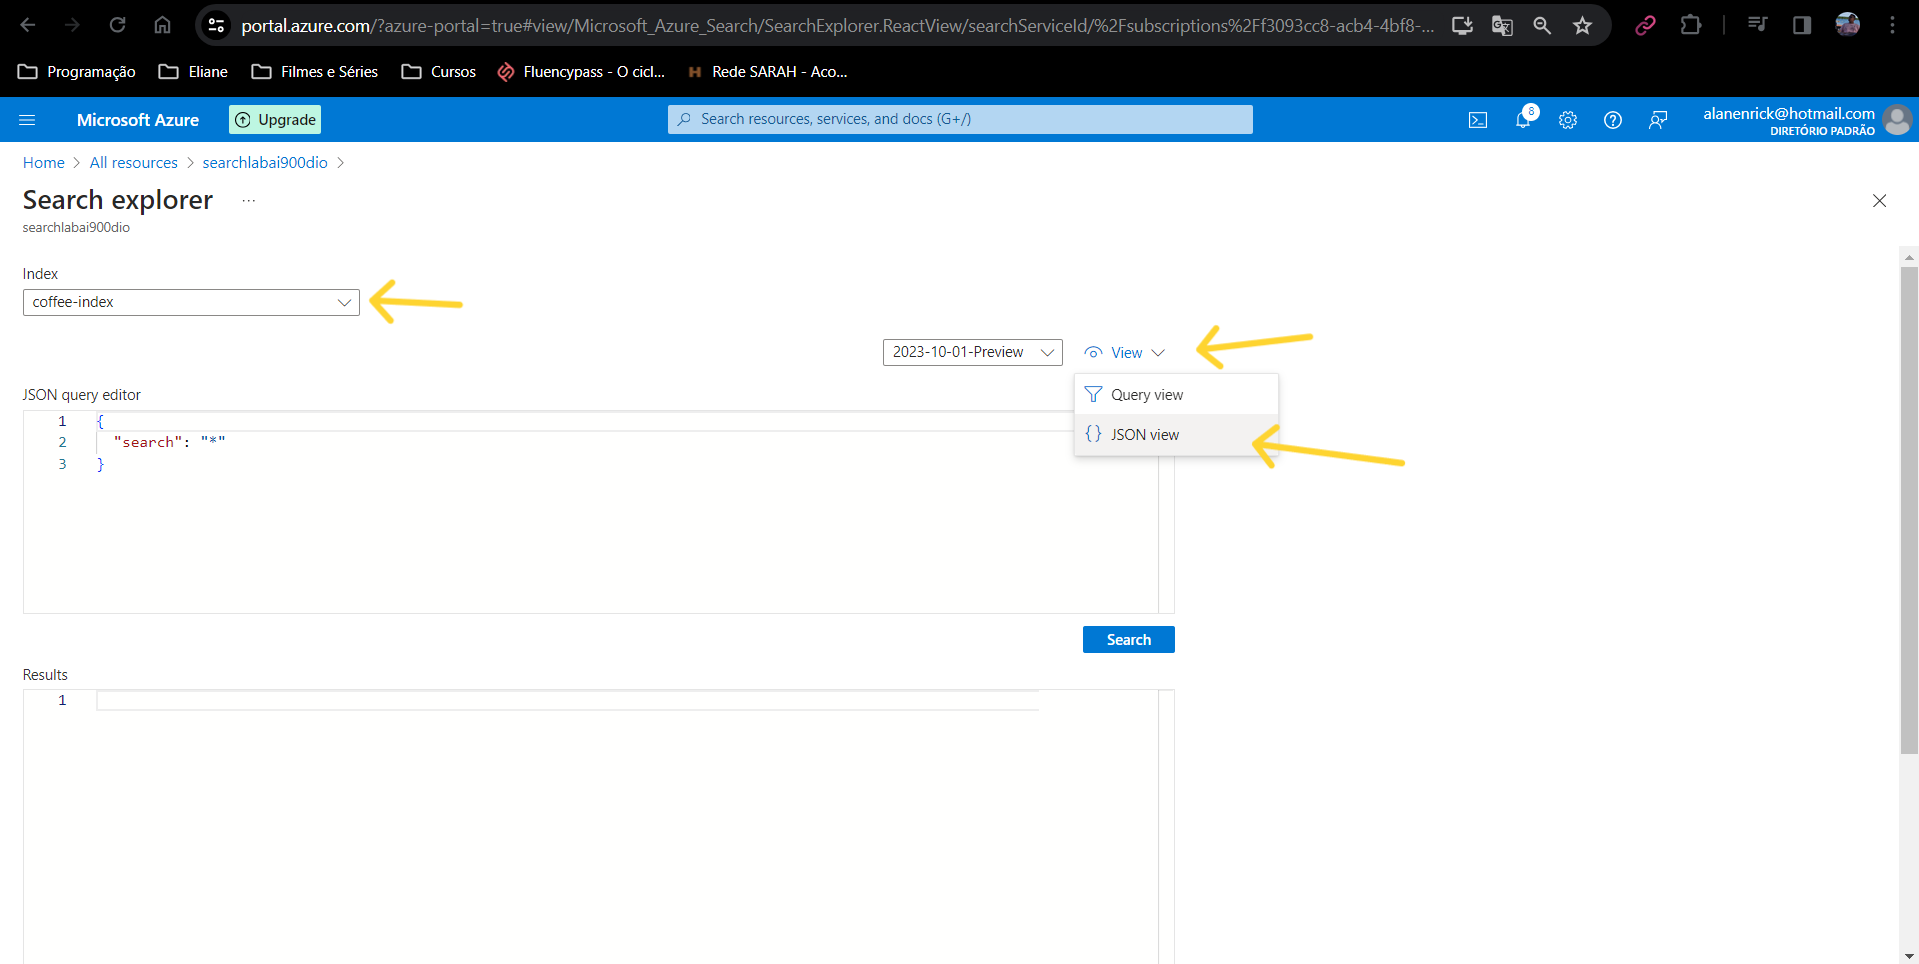 portal.azure.com/?azure-portal=true#view/Microsoft_Azure_Search/SearchExplorer.ReactView/searchServiceId/%2Fsubscriptions%2Ff3093cc8-acb4-4bf8-...
Programação Eliane Filmes e Séries Cursos Fluencypass - O cicl... H Rede SARAH - Aco...
Microsoft Azure Upgrade Search resources, services, and docs (G+/) 8 alanenrick@hotmail.com
DIRETÓRIO PADRÃO
Home > All resources > searchlabai900dio >
Search explorer ...
searchlabai900dio
Index
coffee-index
2023-10-01-Preview View
Query view
JSON query editor
{} JSON view
1 {
2 "search": "*"
3 }
Search
Results
1